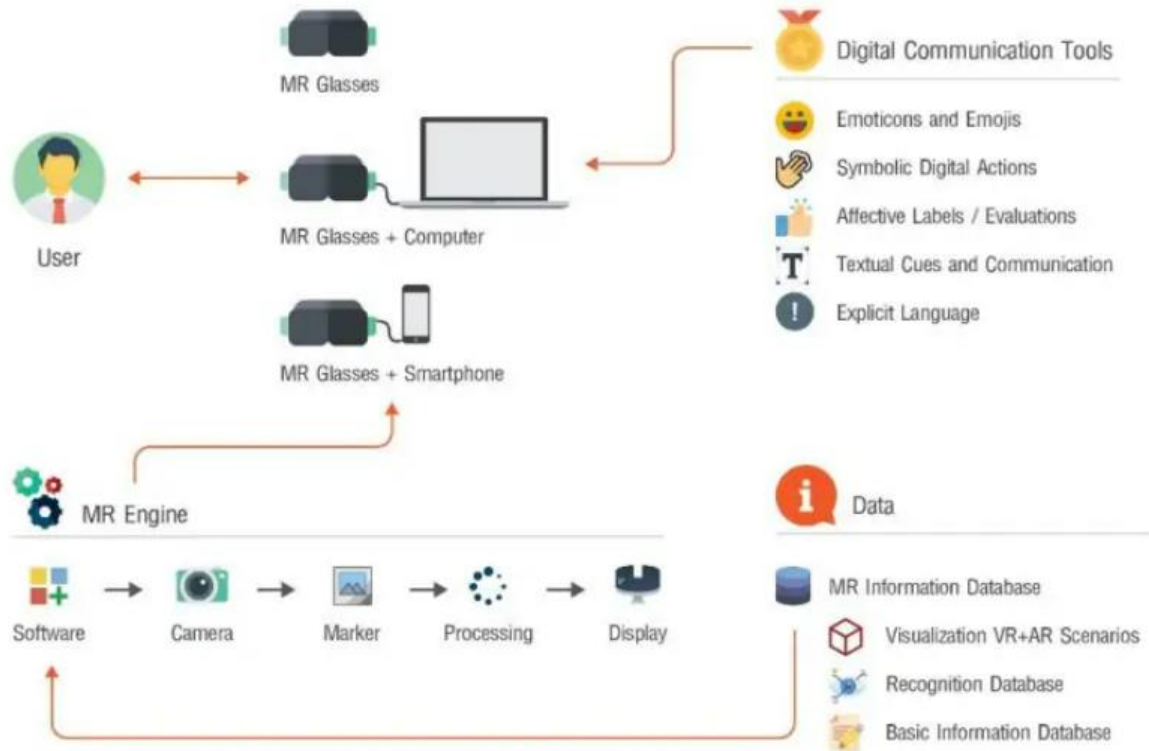 MR Glasses
Digital Communication Tools
Emoticons and Emojis
Symbolic Digital Actions
User
MR Glasses + Computer
Affective Labels / Evaluations
Textual Cues and Communication
T
!
Explicit Language
MR Glasses + Smartphone
MR Engine
i
Data
Software
Camera
Marker
Processing
Display
MR Information Database
Visualization VR+AR Scenarios
Recognition Database
Basic Information Database